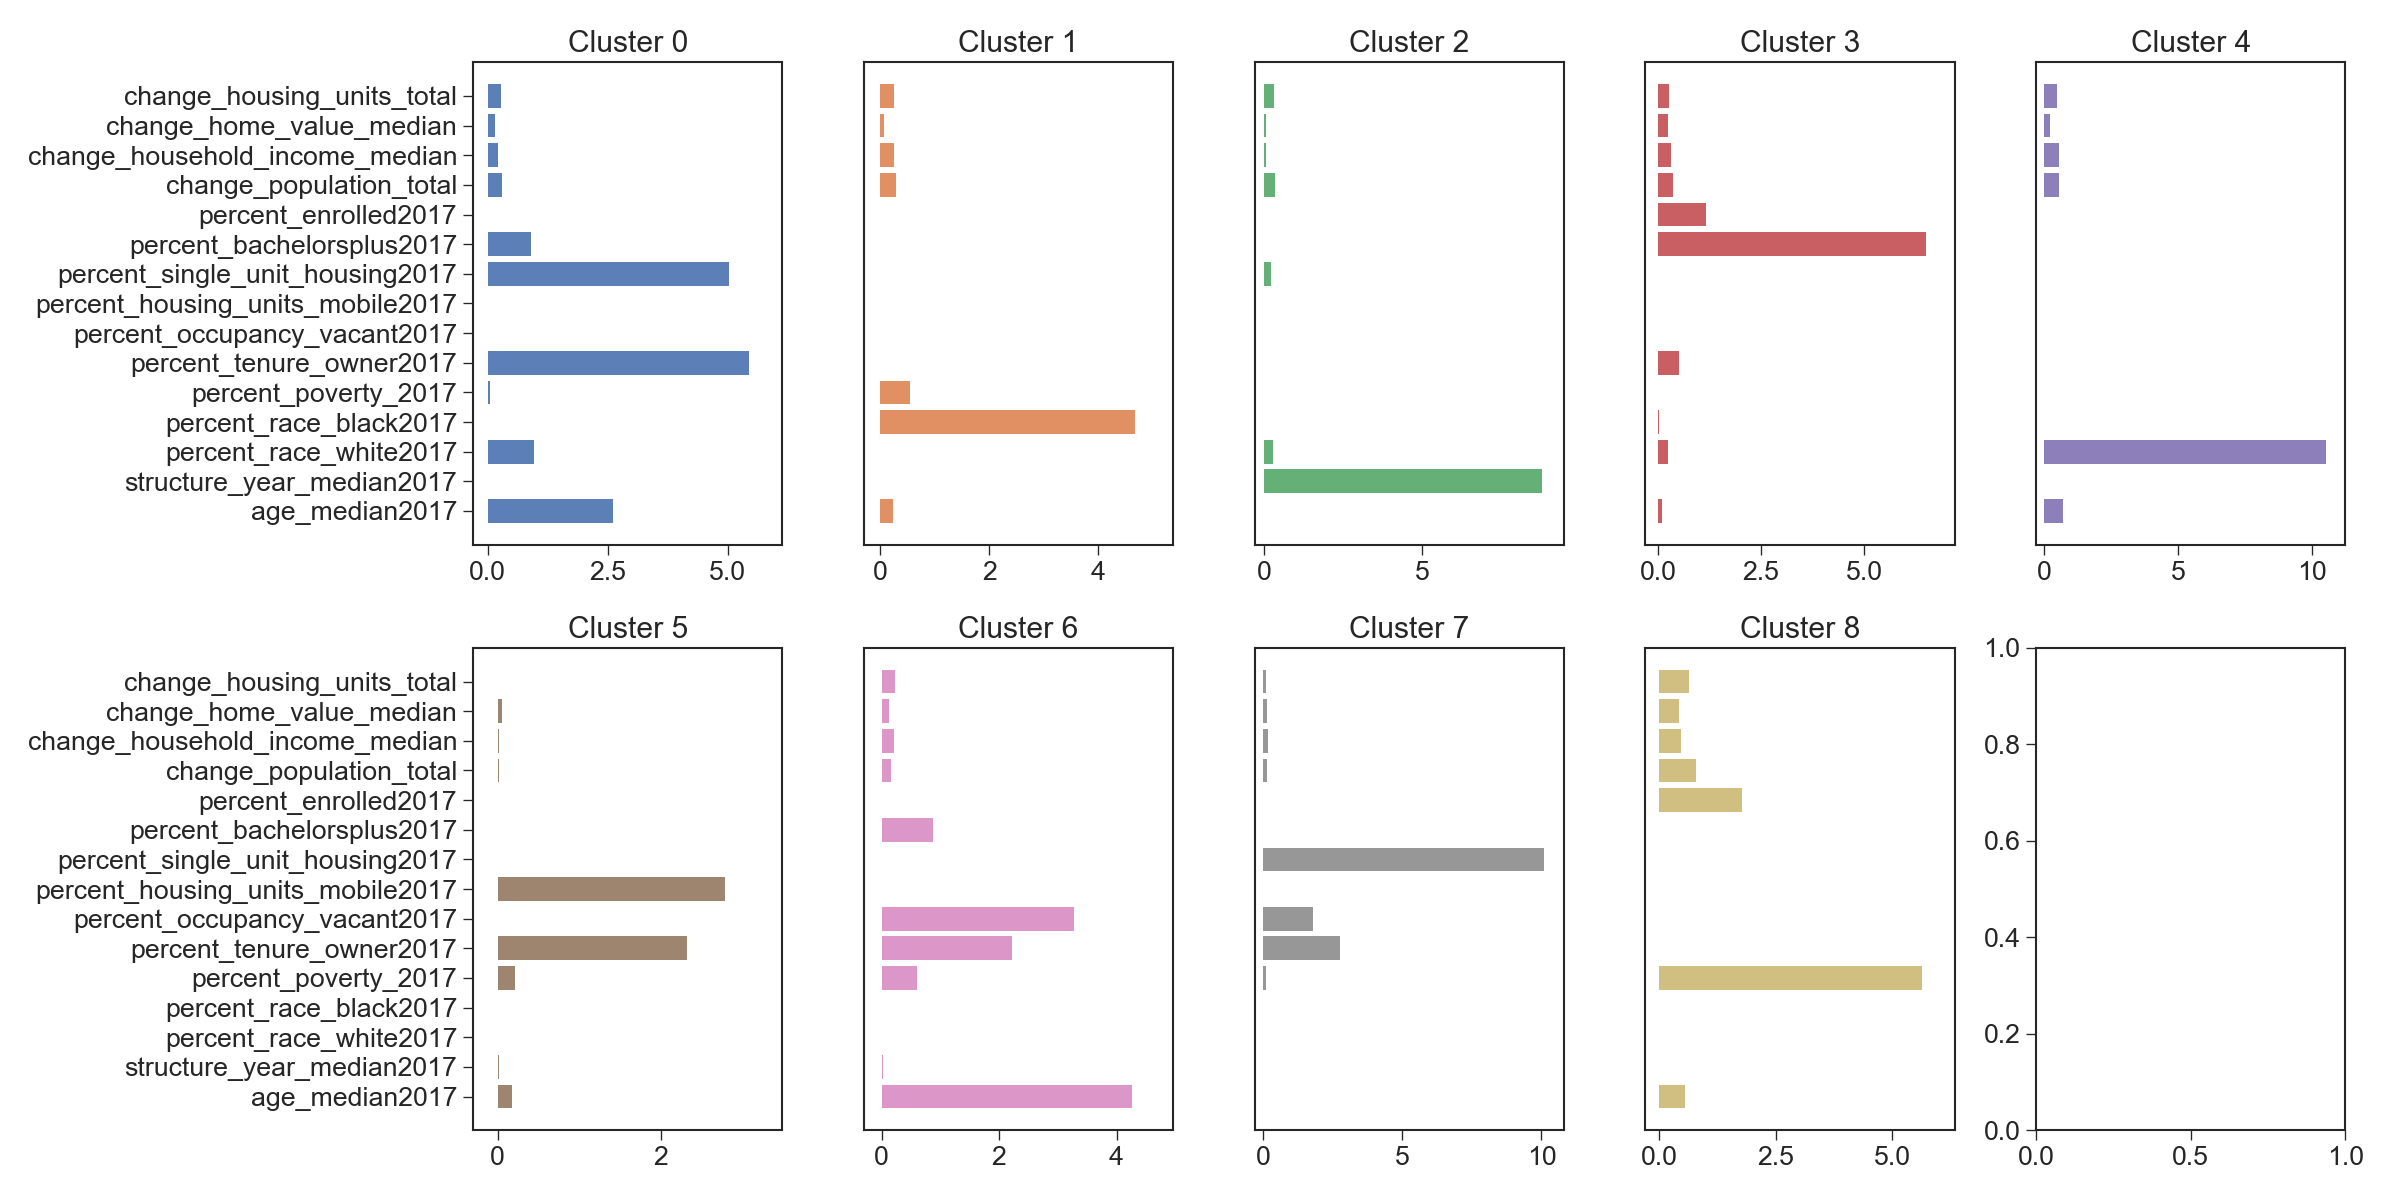 Cluster 0
Cluster 1
Cluster 2
Cluster 3
Cluster 4
change_housing_units_total
change_home_value_median
change_household_income_median
change_population_total
percent_enrolled2017
percent_bachelorsplus2017
percent_single_unit_housing2017
percent_housing_units_mobile2017
percent_occupancy_vacant2017
percent_tenure_owner2017
percent_poverty_2017
percent_race_black2017
percent_race_white2017
structure_year_median2017
age_median2017
0.0 2.5 5.0
0 2 4
0 5
0.0 2.5 5.0
0 5 10
Cluster 5
Cluster 6
Cluster 7
Cluster 8
change_housing_units_total
change_home_value_median
change_household_income_median
change_population_total
percent_enrolled2017
percent_bachelorsplus2017
percent_single_unit_housing2017
percent_housing_units_mobile2017
percent_occupancy_vacant2017
percent_tenure_owner2017
percent_poverty_2017
percent_race_black2017
percent_race_white2017
structure_year_median2017
age_median2017
0 2
0 2 4
0 5 10
0.0 2.5 5.0
1.0
0.8
0.6
0.4
0.2
0.0
0.0 0.5 1.0